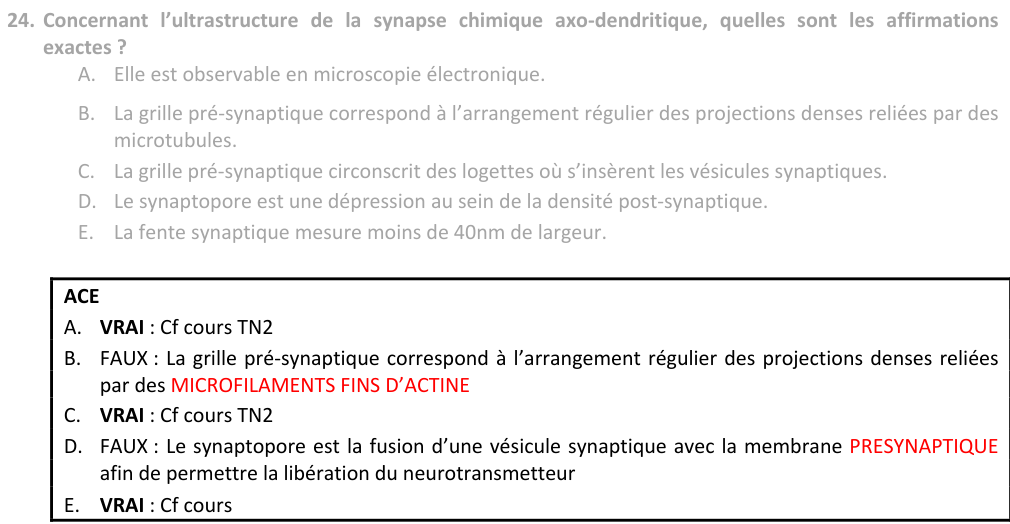 24. Concernant l’ultrastructure de la synapse chimique axo-dendritique, quelles sont les affirmations
exactes ?
A. Elle est observable en microscopie électronique.
B. La grille pré-synaptique correspond à l’arrangement régulier des projections denses reliées par des
microtubules.
C. La grille pré-synaptique circonscrit des logettes où s’insèrent les vésicules synaptiques.
D. Le synaptopore est une dépression au sein de la densité post-synaptique.
E. La fente synaptique mesure moins de 40nm de largeur.
ACE
A. VRAI : Cf cours TN2
B. FAUX : La grille pré-synaptique correspond à l’arrangement régulier des projections denses reliées
par des MICROFILAMENTS FINS D’ACTINE
C. VRAI : Cf cours TN2
D. FAUX : Le synaptopore est la fusion d’une vésicule synaptique avec la membrane PRESYNAPTIQUE
afin de permettre la libération du neurotransmetteur
E. VRAI : Cf cours